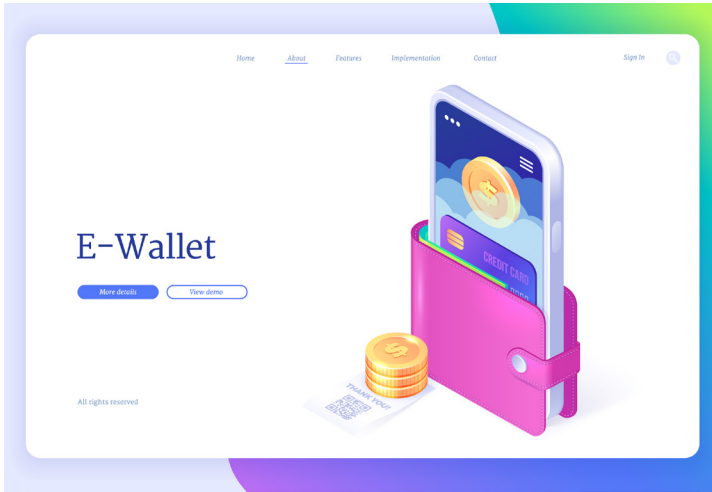 Home About Features Implementation Contact Sign In
CREDIT CARD
E-Wallet
More details View demo
THANK YOU!
All rights reserved